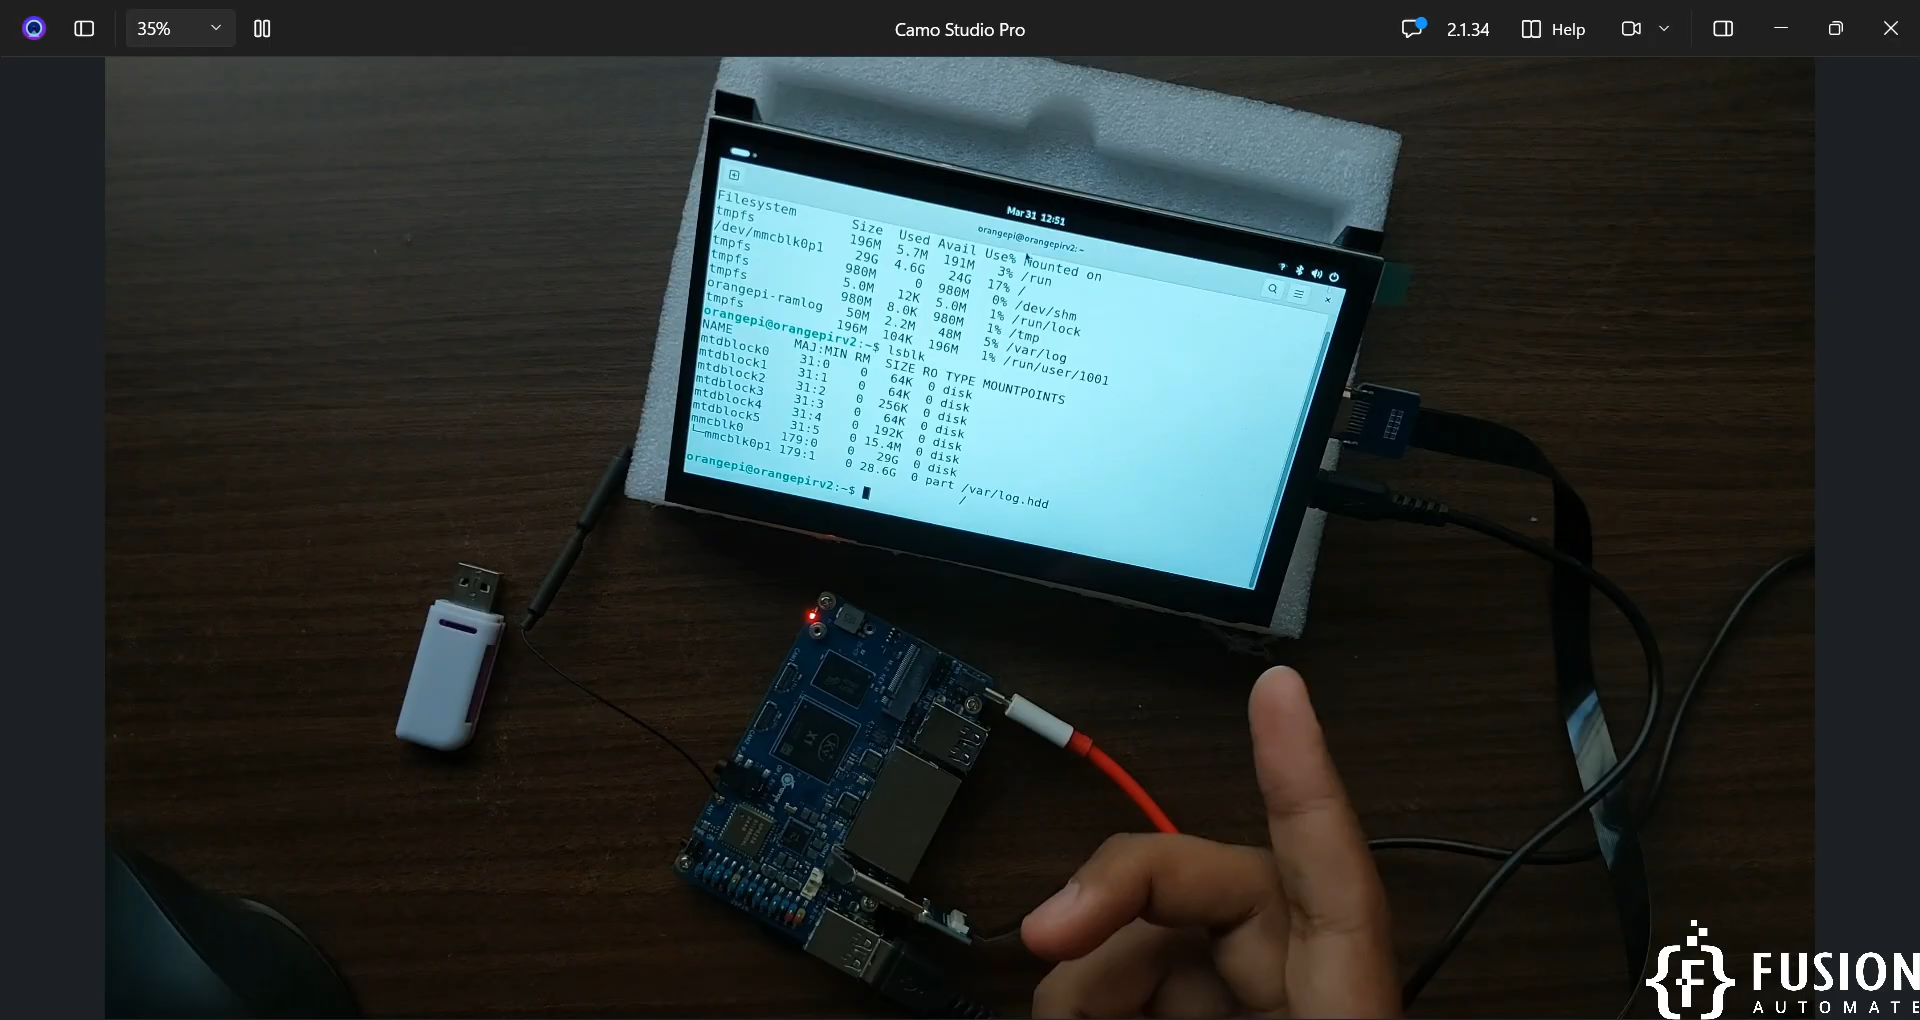 35%
Camo Studio Pro
2.1.34
Help
Mar 31 12:51
orangepi@orangepirv2: ~
Filesystem Size Used Avail Use% Mounted on
tmpfs 196M 5.7M 191M 3% /run
/dev/mmcblk0p1 29G 4.6G 24G 17% /
tmpfs 980M 0 980M 0% /dev/shm
tmpfs 5.0M 12K 5.0M 1% /run/lock
tmpfs 980M 8.0K 980M 1% /tmp
orangepi-ramlog 50M 2.2M 48M 5% /var/log
tmpfs 196M 104K 196M 1% /run/user/1001
orangepi@orangepirv2:~$ lsblk
NAME MAJ:MIN RM SIZE RO TYPE MOUNTPOINTS
mtdblock0 31:0 0 64K 0 disk
mtdblock1 31:1 0 64K 0 disk
mtdblock2 31:2 0 256K 0 disk
mtdblock3 31:3 0 64K 0 disk
mtdblock4 31:4 0 192K 0 disk
mtdblock5 31:5 0 15.4M 0 disk
mmcblk0 179:0 0 29G 0 disk
└─mmcblk0p1 179:1 0 28.6G 0 part /var/log.hdd
/
orangepi@orangepirv2:~$
X1
FUSION
AUTOMATE